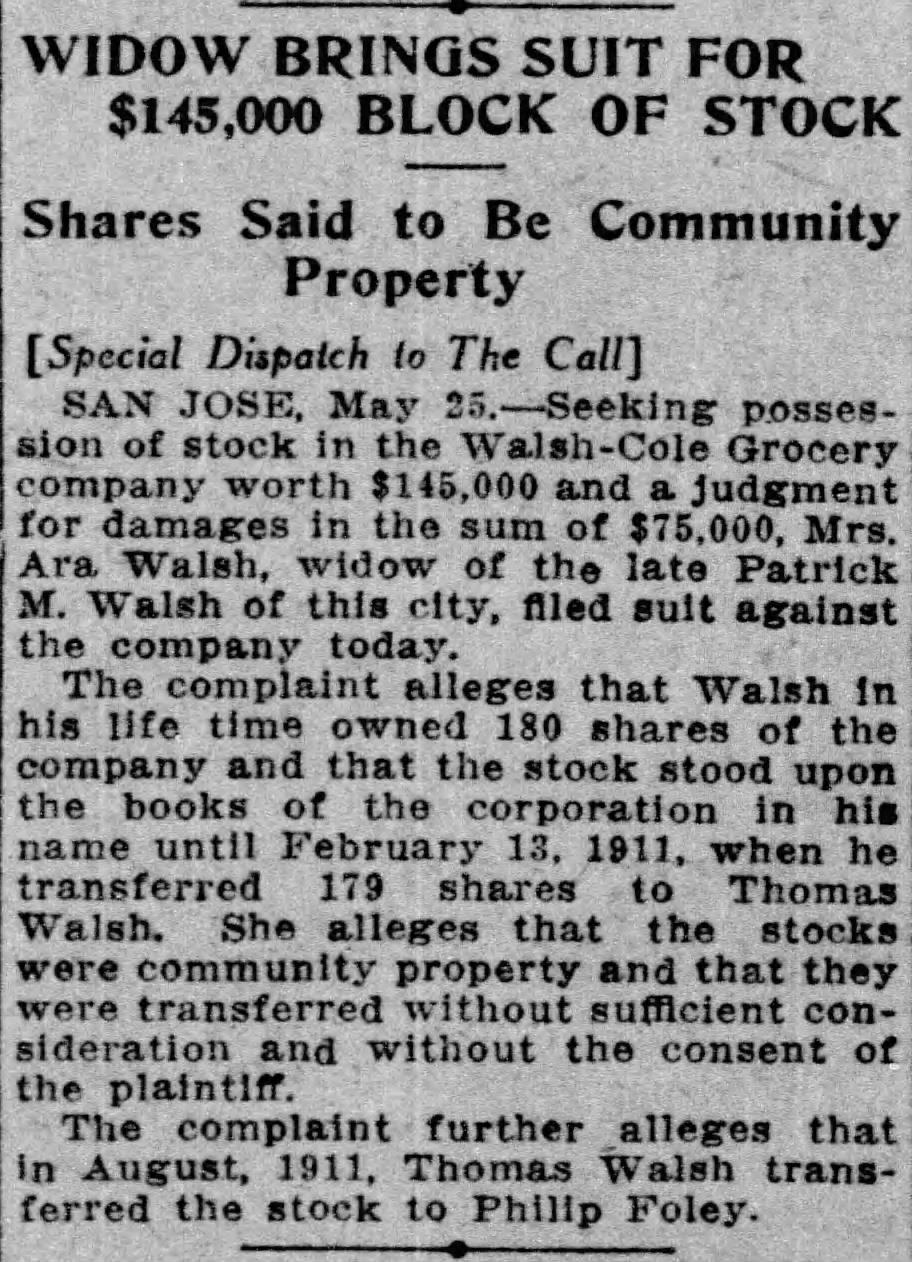 WIDOW BRINGS SUIT FOR
$145,000 BLOCK OF STOCK
Shares Said to Be Community
Property
[Special Dispatch to The Call]
SAN JOSE, May 25.—Seeking posses-
sion of stock in the Walsh-Cole Grocery
company worth $145,000 and a judgment
for damages in the sum of $75,000, Mrs.
Ara Walsh, widow of the late Patrick
M. Walsh of this city, filed suit against
the company today.
The complaint alleges that Walsh in
his life time owned 180 shares of the
company and that the stock stood upon
the books of the corporation in his
name until February 13, 1911, when he
transferred 179 shares to Thomas
Walsh. She alleges that the stocks
were community property and that they
were transferred without sufficient con-
sideration and without the consent of
the plaintiff.
The complaint further alleges that
in August, 1911, Thomas Walsh trans-
ferred the stock to Philip Foley.